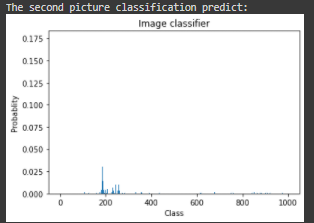 The second picture classification predict:
Image classifier
0.175
0.150
0.125
0.100
0.075
0.050
0.025
0.000
Probablity
0 200 400 600 800 1000
Class